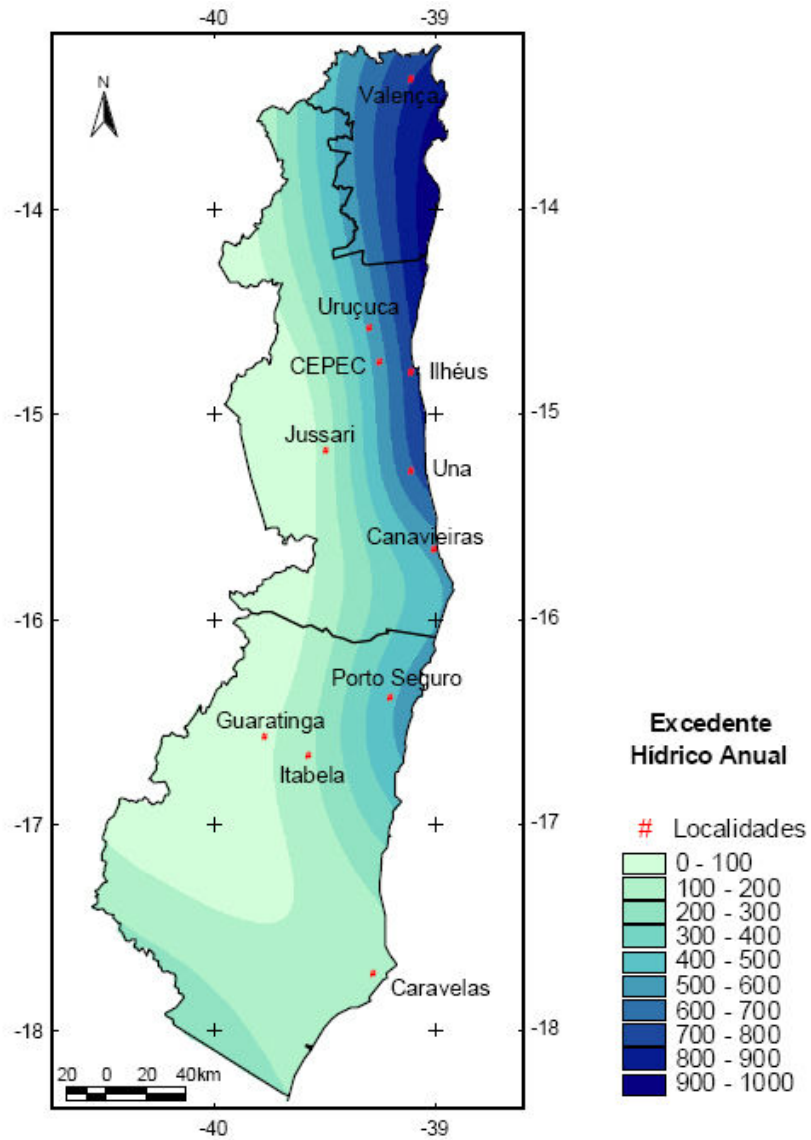 -40
-39
N
Valença
-14
-14
Uruçuca
CEPEC
Ilhéus
-15
-15
Jussari
Una
Canavieiras
-16
-16
Porto Seguro
Guaratinga
Itabela
-17
-17
Caravelas
-18
-18
20 0 20 40km
-40
-39
Excedente
Hídrico Anual
# Localidades
0 - 100
100 - 200
200 - 300
300 - 400
400 - 500
500 - 600
600 - 700
700 - 800
800 - 900
900 - 1000